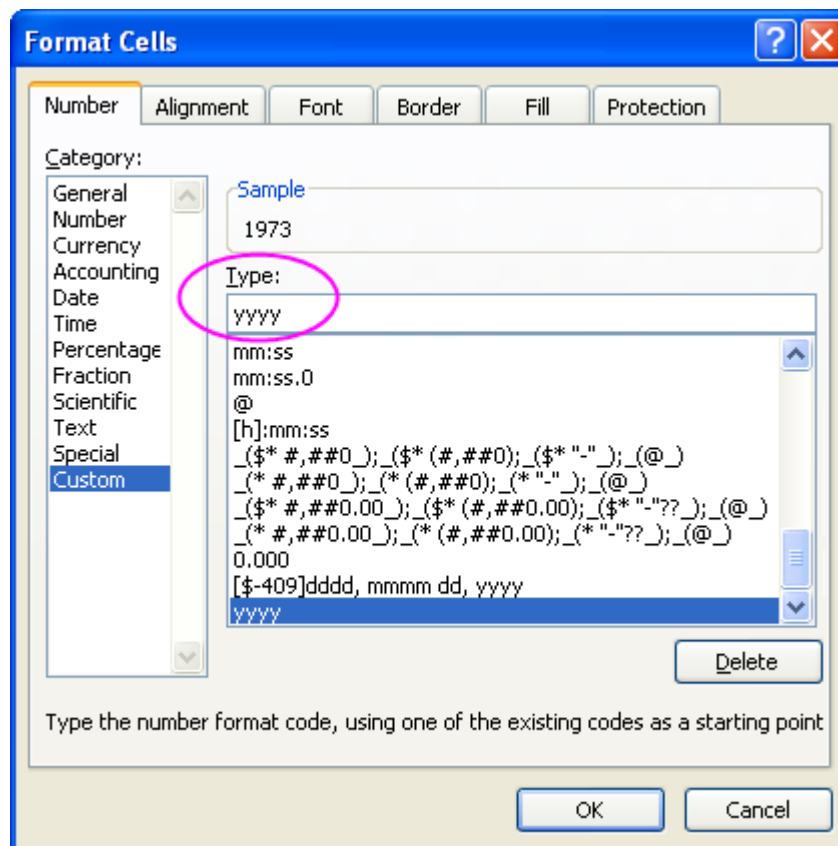 Format Cells
?
Number Alignment Font Border Fill Protection
Category:
General
Number
Currency
Accounting
Date
Time
Percentage
Fraction
Scientific
Text
Special
Custom
Sample
1973
Type:
yyyy
mm:ss
mm:ss.0
@
[h]:mm:ss
_($* #,##0_);_($* (#,##0);_($* "-"_);_(@_)
_(* #,##0_);_(* (#,##0);_(* "-"_);_(@_)
_($* #,##0.00_);_($* (#,##0.00);_($* "-"??_);_(@_)
_(* #,##0.00_);_(* (#,##0.00);_(* "-"??_);_(@_)
0.000
[$-409]dddd, mmmm dd, yyyy
yyyy
Delete
Type the number format code, using one of the existing codes as a starting point
OK Cancel